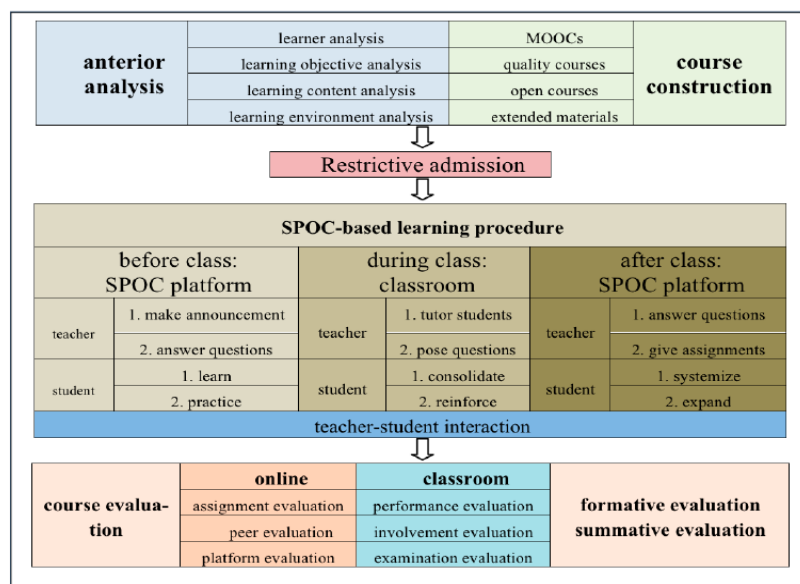 anterior analysis
learner analysis
learning objective analysis
learning content analysis
learning environment analysis
MOOCs
quality courses
open courses
extended materials
course construction
Restrictive admission
SPOC-based learning procedure
before class:
SPOC platform
during class:
classroom
after class:
SPOC platform
teacher
1. make announcement
2. answer questions
teacher
1. tutor students
2. pose questions
teacher
1. answer questions
2. give assignments
student
1. learn
2. practice
student
1. consolidate
2. reinforce
student
1. systemize
2. expand
teacher-student interaction
course evalua-
tion
online
assignment evaluation
peer evaluation
platform evaluation
classroom
performance evaluation
involvement evaluation
examination evaluation
formative evaluation
summative evaluation